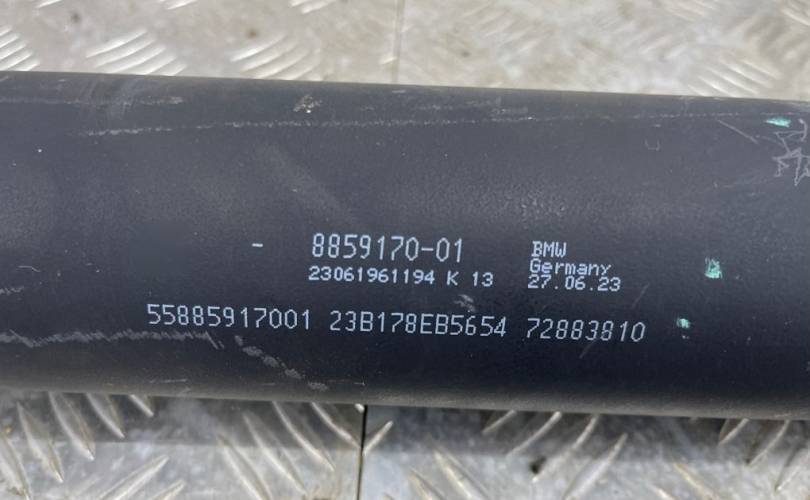 - 8859170-01 BMW
Germany
23061961194 K 13 27.06.23
55885917001 23B178EB5654 72883810